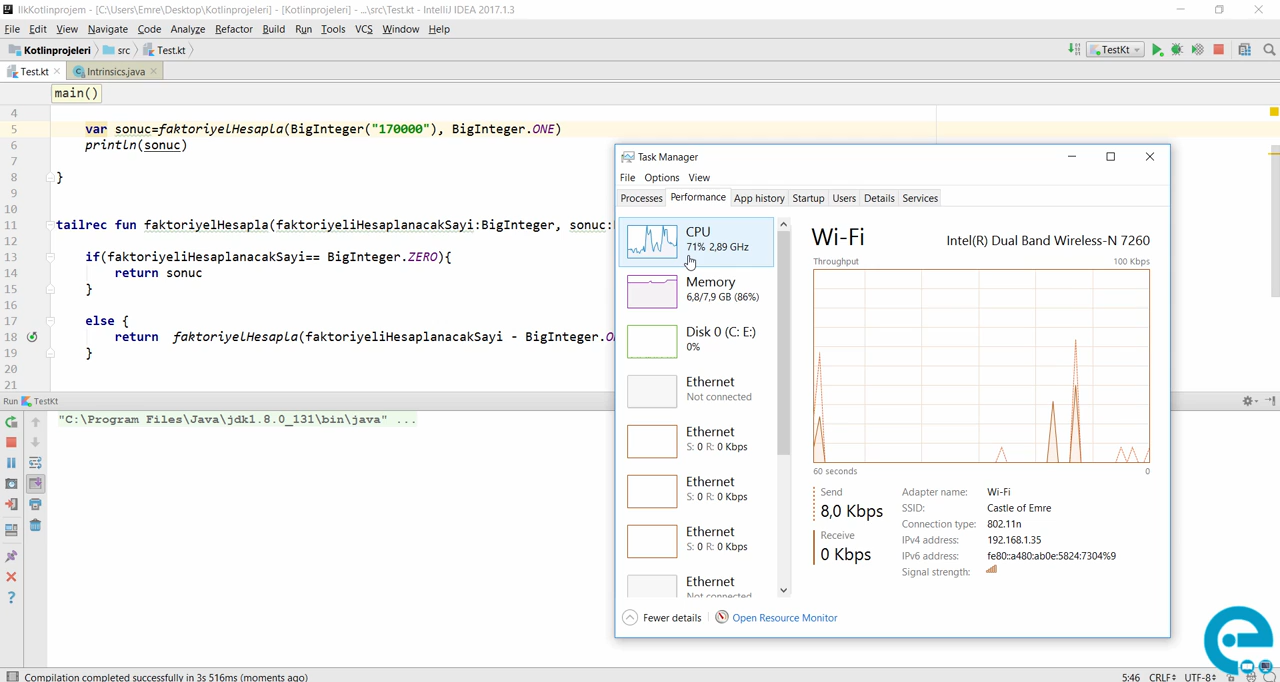 IlkKotlinprojem - [C:\Users\Emre\Desktop\Kotlinprojeleri] - [Kotlinprojeleri] - ...\src\Test.kt - IntelliJ IDEA 2017.1.3
File Edit View Navigate Code Analyze Refactor Build Run Tools VCS Window Help
Kotlinprojeleri src Test.kt
TestKt
Test.kt Intrinsics.java
main()
4
5 var sonuc=faktoriyelHesapla(BigInteger("170000"), BigInteger.ONE)
6 println(sonuc)
7
8 }
9
10
11 tailrec fun faktoriyelHesapla(faktoriyeliHesaplanacakSayi:BigInteger, sonuc:
12
13 if(faktoriyeliHesaplanacakSayi== BigInteger.ZERO){
14 return sonuc
15 }
16
17 else {
18 return faktoriyelHesapla(faktoriyeliHesaplanacakSayi - BigInteger.O
19 }
20
21
Run TestKt
"C:\Program Files\Java\jdk1.8.0_131\bin\java" ...
Task Manager
File Options View
Processes Performance App history Startup Users Details Services
CPU
71% 2,89 GHz
Memory
6,8/7,9 GB (86%)
Disk 0 (C: E:)
0%
Ethernet
Not connected
Ethernet
S: 0 R: 0 Kbps
Ethernet
S: 0 R: 0 Kbps
Ethernet
S: 0 R: 0 Kbps
Ethernet
Not connected
Wi-Fi Intel(R) Dual Band Wireless-N 7260
Throughput 100 Kbps
60 seconds 0
Send
8,0 Kbps
Receive
0 Kbps
Adapter name: Wi-Fi
SSID: Castle of Emre
Connection type: 802.11n
IPv4 address: 192.168.1.35
IPv6 address: fe80::a480:ab0e:5824:7304%9
Signal strength:
Fewer details Open Resource Monitor
Compilation completed successfully in 3s 516ms (moments ago)
5:46 CRLF UTF-8